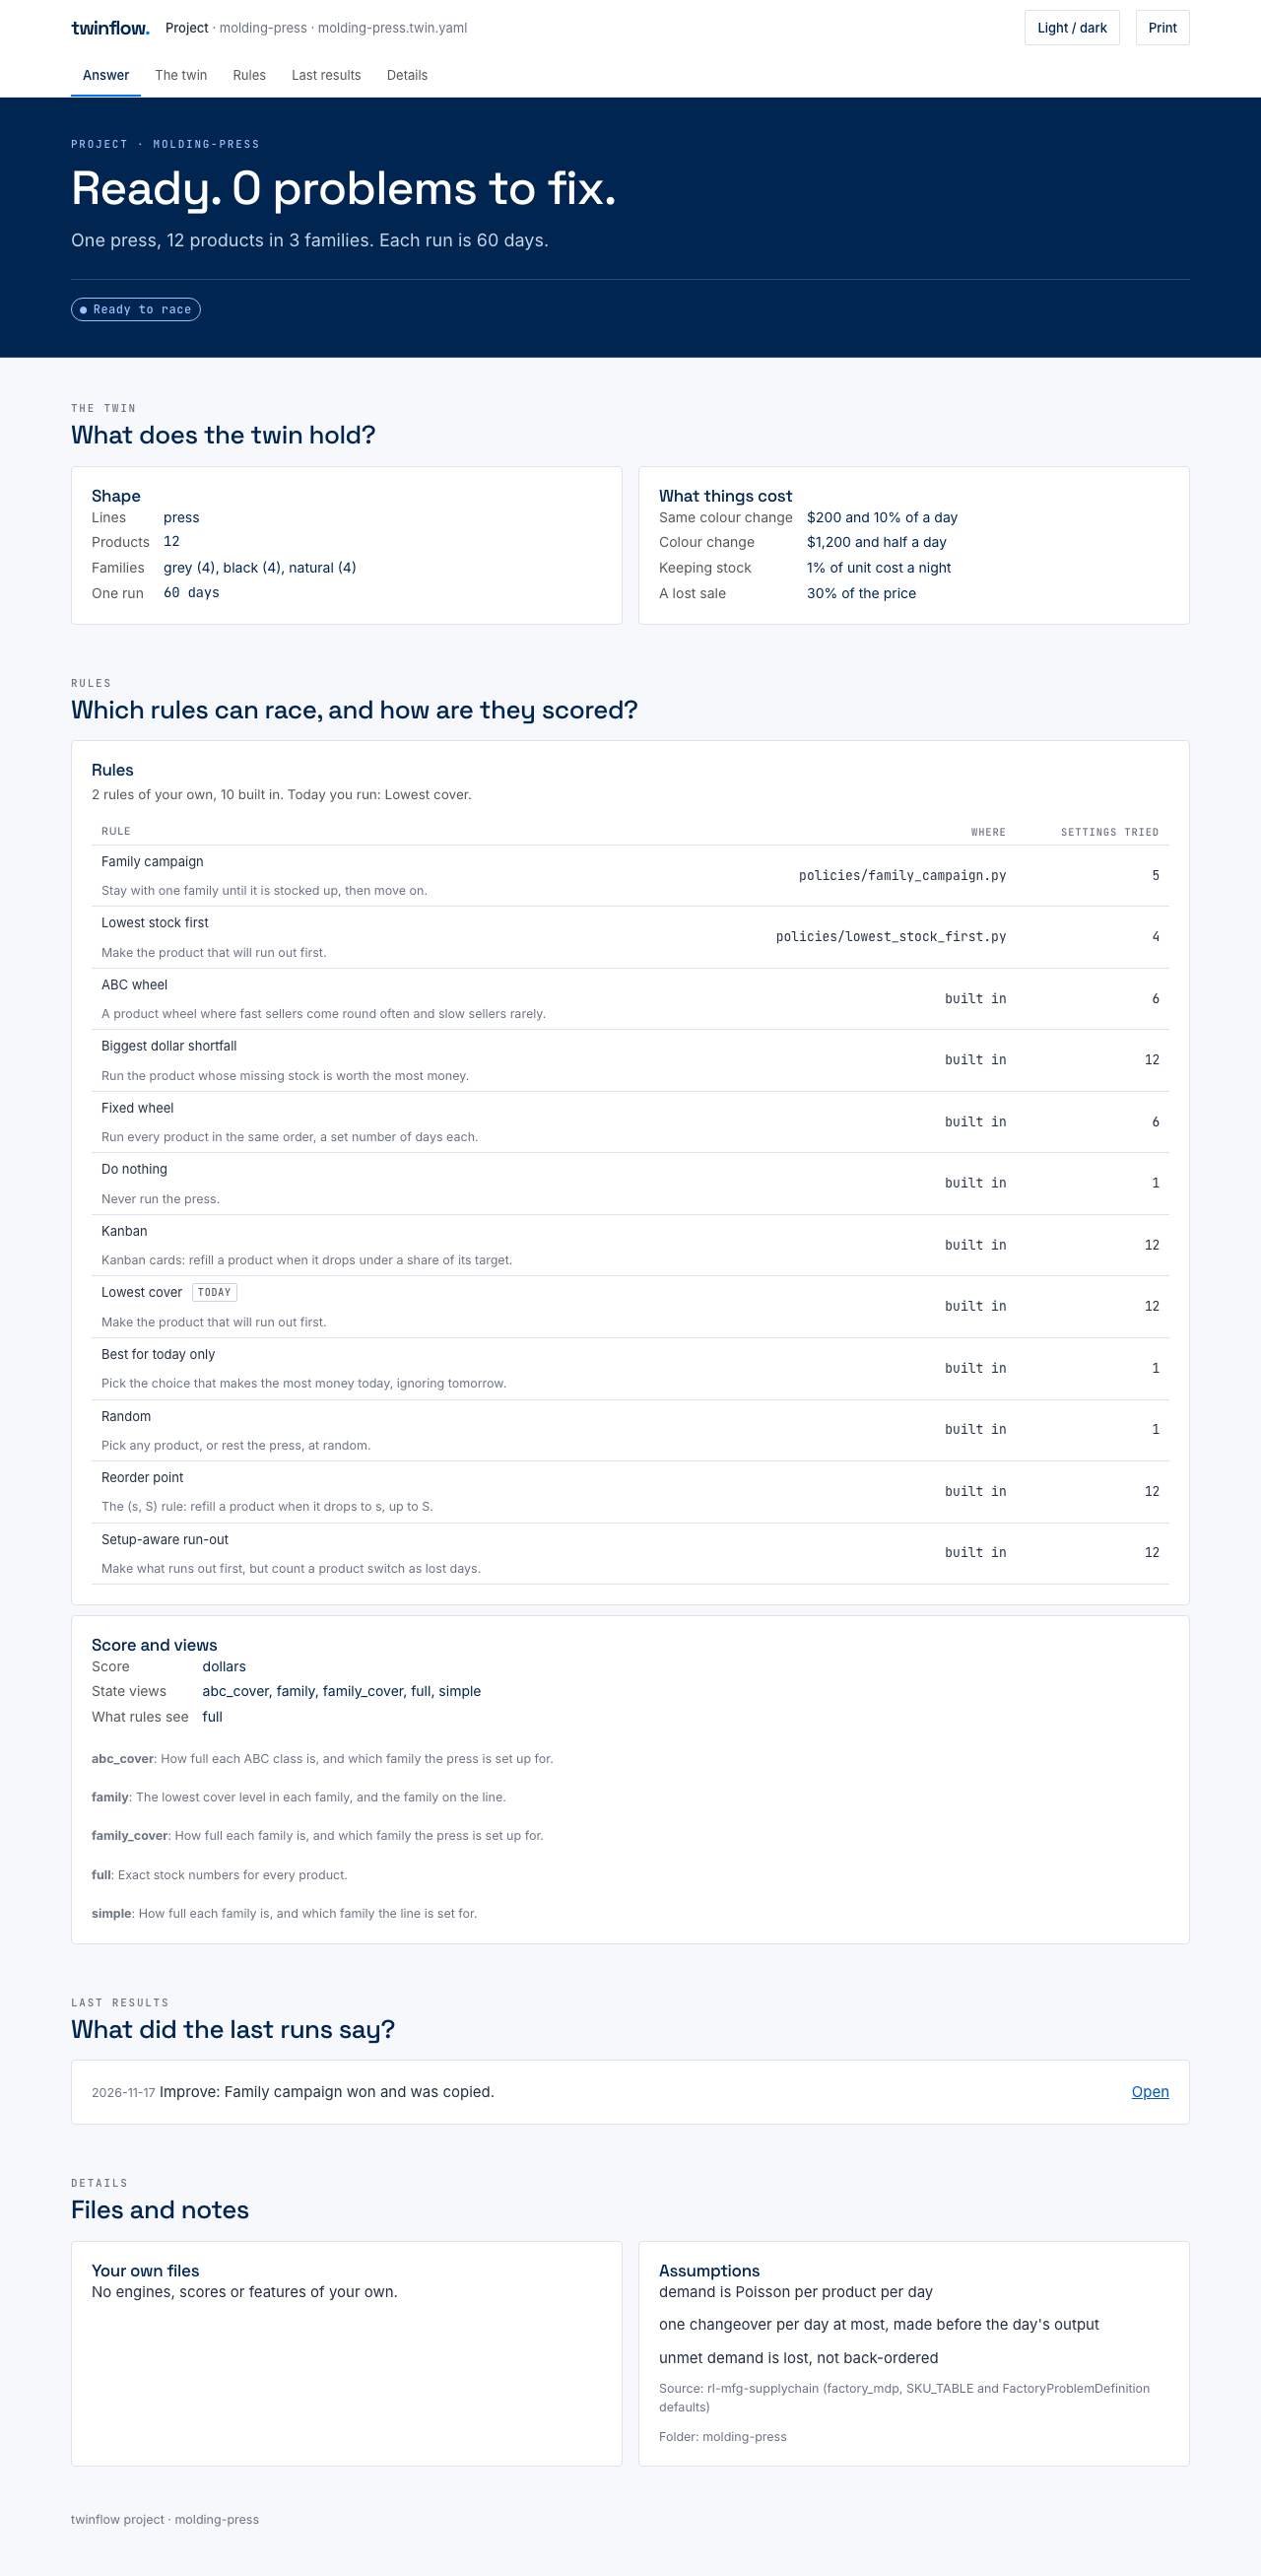 twinflow. Project · molding-press · molding-press.twin.yaml Light / dark Print
Answer The twin Rules Last results Details
PROJECT · MOLDING-PRESS
Ready. 0 problems to fix.
One press, 12 products in 3 families. Each run is 60 days.
Ready to race
THE TWIN
What does the twin hold?
Shape
Lines press
Products 12
Families grey (4), black (4), natural (4)
One run 60 days
What things cost
Same colour change $200 and 10% of a day
Colour change $1,200 and half a day
Keeping stock 1% of unit cost a night
A lost sale 30% of the price
RULES
Which rules can race, and how are they scored?
Rules
2 rules of your own, 10 built in. Today you run: Lowest cover.
RULE WHERE SETTINGS TRIED
Family campaign
Stay with one family until it is stocked up, then move on.
policies/family_campaign.py 5
Lowest stock first
Make the product that will run out first.
policies/lowest_stock_first.py 4
ABC wheel
A product wheel where fast sellers come round often and slow sellers rarely.
built in 6
Biggest dollar shortfall
Run the product whose missing stock is worth the most money.
built in 12
Fixed wheel
Run every product in the same order, a set number of days each.
built in 6
Do nothing
Never run the press.
built in 1
Kanban
Kanban cards: refill a product when it drops under a share of its target.
built in 12
Lowest cover TODAY
Make the product that will run out first.
built in 12
Best for today only
Pick the choice that makes the most money today, ignoring tomorrow.
built in 1
Random
Pick any product, or rest the press, at random.
built in 1
Reorder point
The (s, S) rule: refill a product when it drops to s, up to S.
built in 12
Setup-aware run-out
Make what runs out first, but count a product switch as lost days.
built in 12
Score and views
Score dollars
State views abc_cover, family, family_cover, full, simple
What rules see full
abc_cover: How full each ABC class is, and which family the press is set up for.
family: The lowest cover level in each family, and the family on the line.
family_cover: How full each family is, and which family the press is set up for.
full: Exact stock numbers for every product.
simple: How full each family is, and which family the line is set for.
LAST RESULTS
What did the last runs say?
2026-11-17 Improve: Family campaign won and was copied. Open
DETAILS
Files and notes
Your own files
No engines, scores or features of your own.
Assumptions
demand is Poisson per product per day
one changeover per day at most, made before the day's output
unmet demand is lost, not back-ordered
Source: rl-mfg-supplychain (factory_mdp, SKU_TABLE and FactoryProblemDefinition
defaults)
Folder: molding-press
twinflow project · molding-press